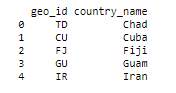 geo_id country_name
0 TD Chad
1 CU Cuba
2 FJ Fiji
3 GU Guam
4 IR Iran